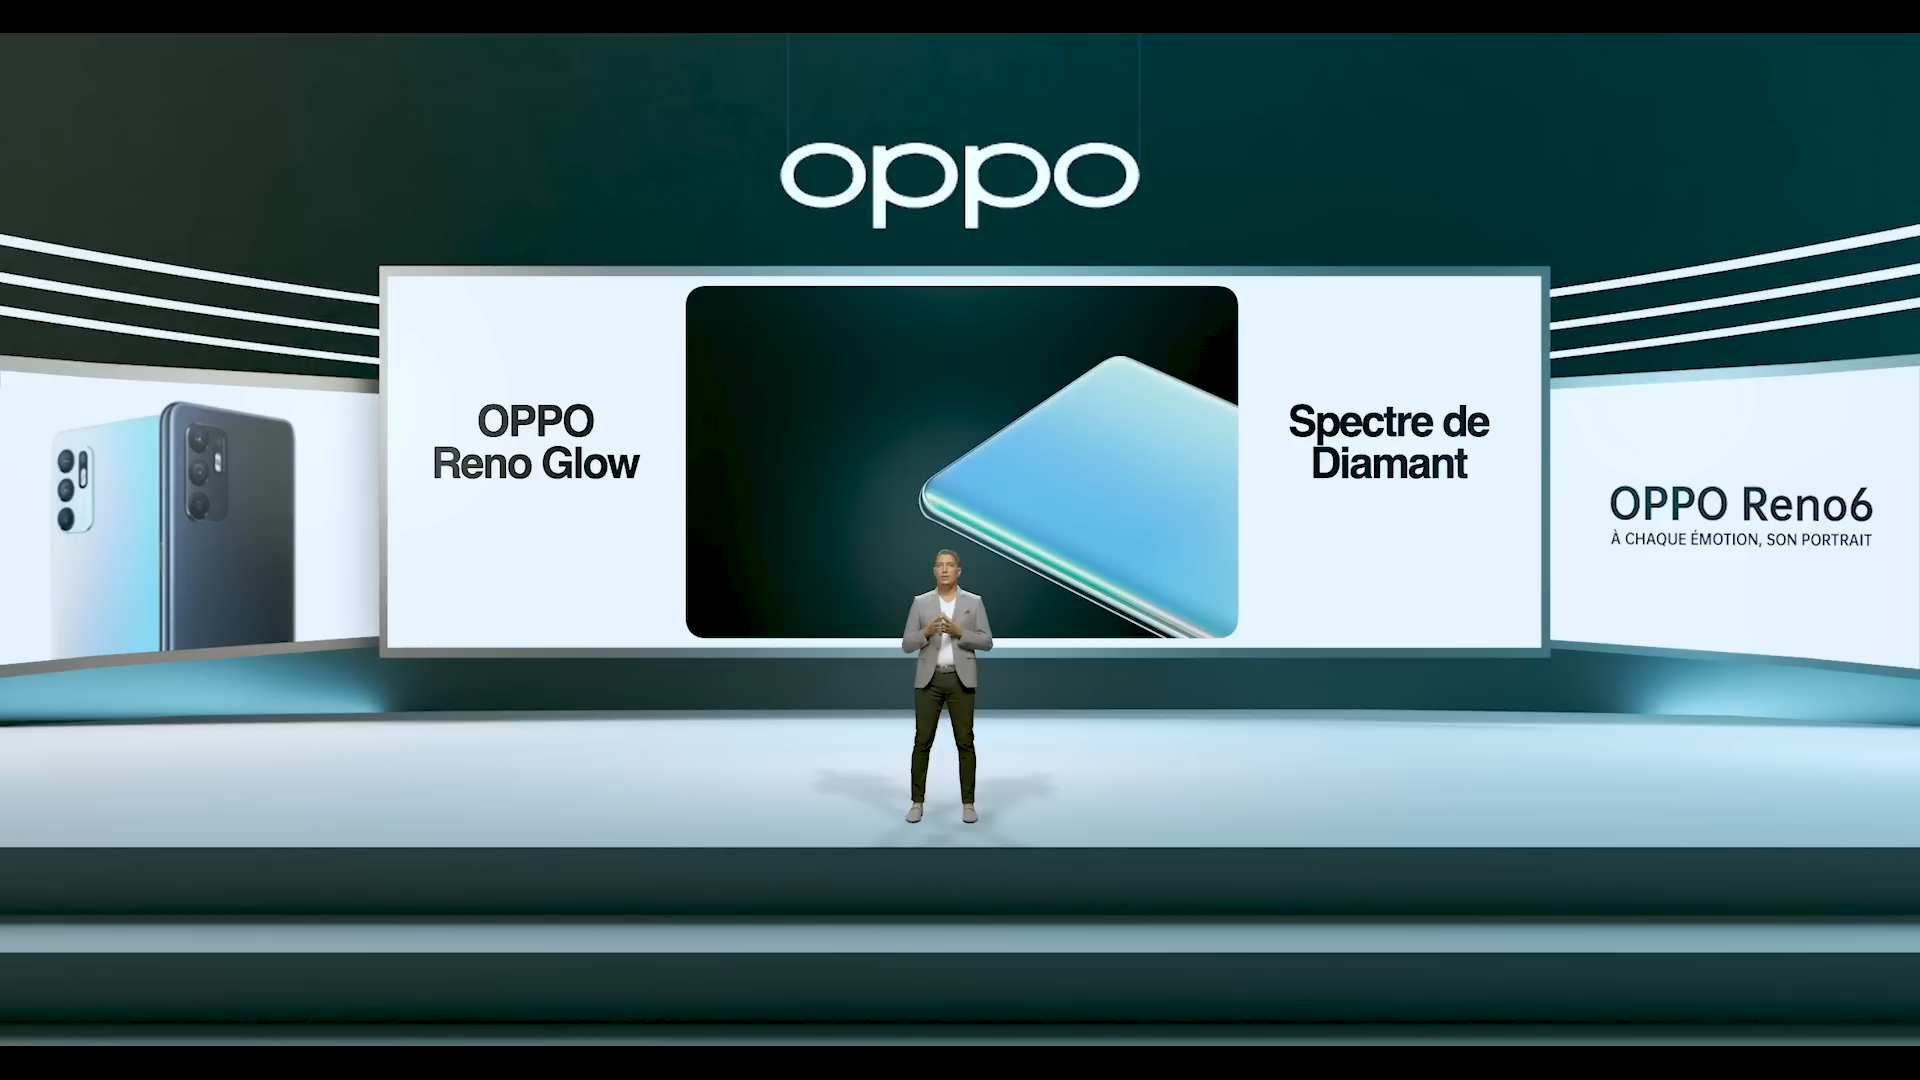 oppo
OPPO
Reno Glow
Spectre de
Diamant
OPPO Reno6
À CHAQUE ÉMOTION, SON PORTRAIT